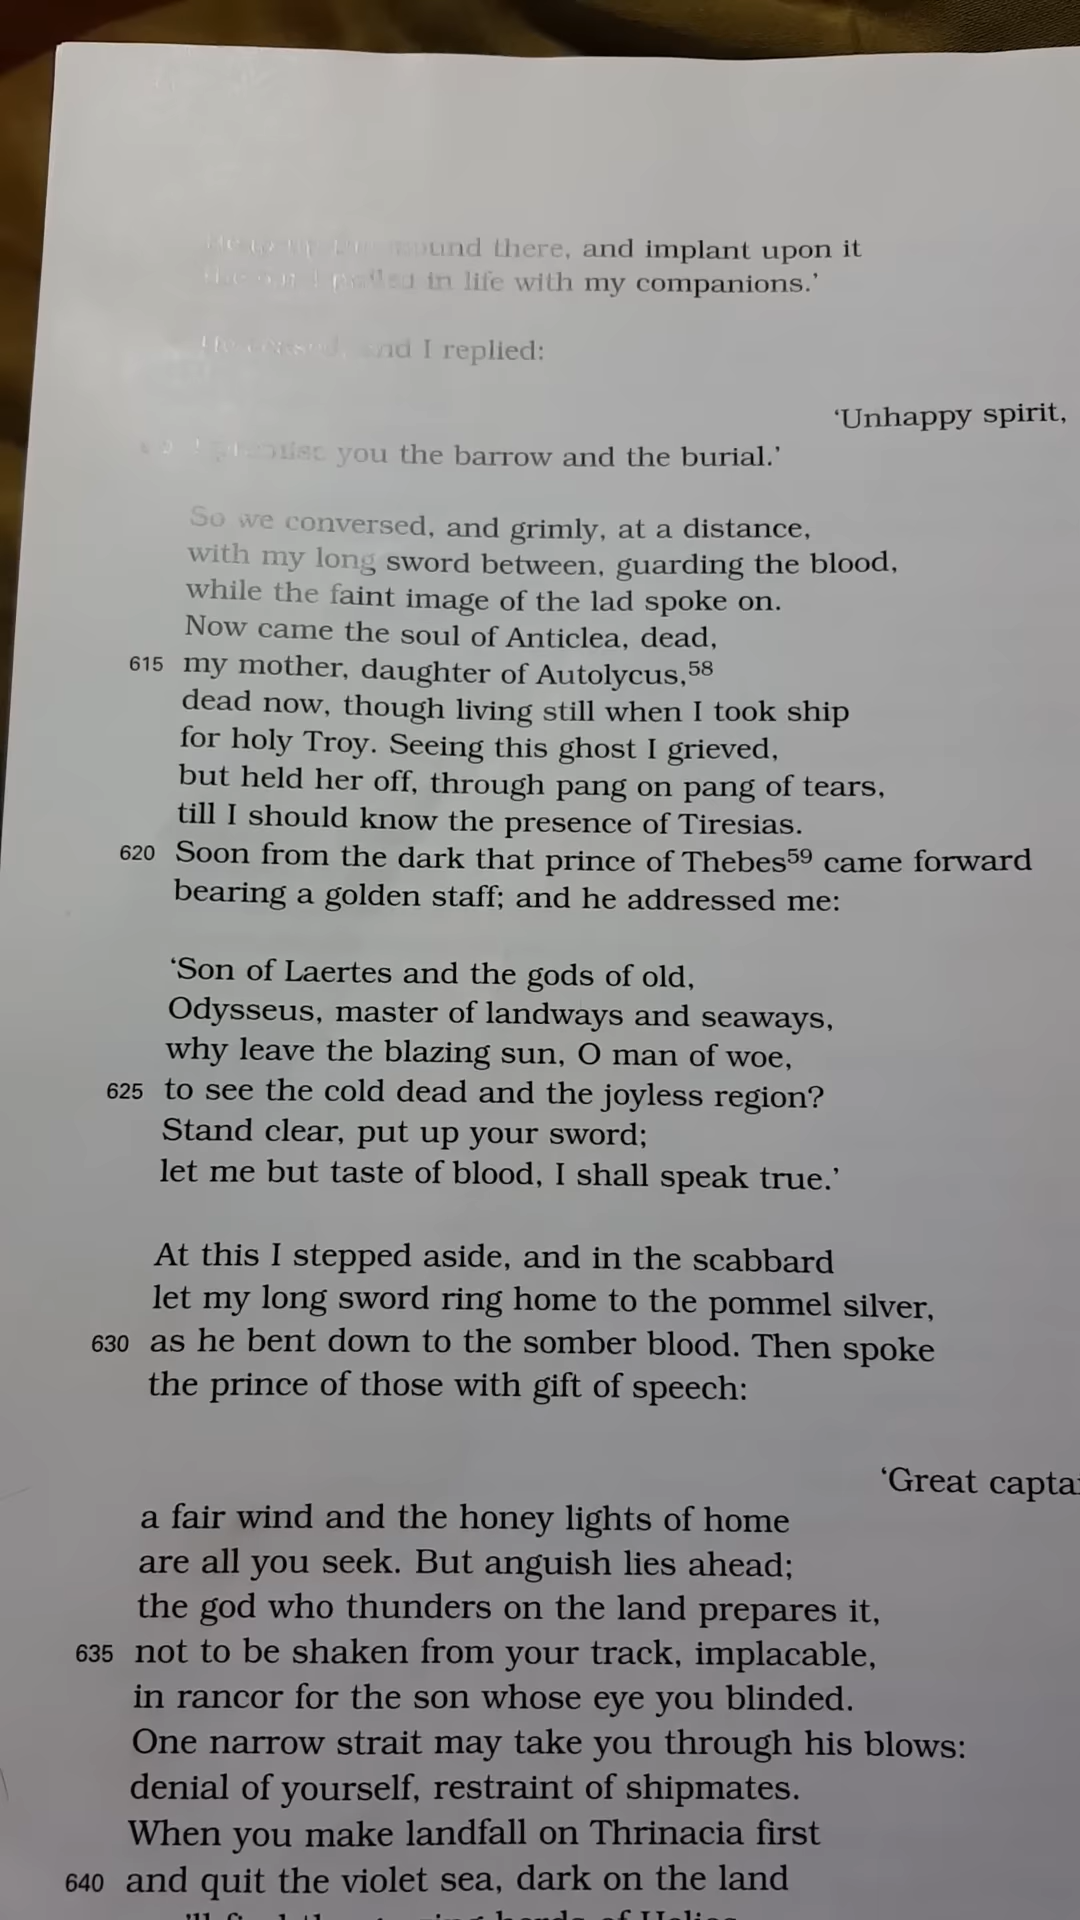 mound there, and implant upon it
the oar I pulled in life with my companions.’
He ceased, and I replied:
‘Unhappy spirit,
I promise you the barrow and the burial.’
So we conversed, and grimly, at a distance,
with my long sword between, guarding the blood,
while the faint image of the lad spoke on.
Now came the soul of Anticlea, dead,
615 my mother, daughter of Autolycus,58
dead now, though living still when I took ship
for holy Troy. Seeing this ghost I grieved,
but held her off, through pang on pang of tears,
till I should know the presence of Tiresias.
620 Soon from the dark that prince of Thebes59 came forward
bearing a golden staff; and he addressed me:
‘Son of Laertes and the gods of old,
Odysseus, master of landways and seaways,
why leave the blazing sun, O man of woe,
625 to see the cold dead and the joyless region?
Stand clear, put up your sword;
let me but taste of blood, I shall speak true.’
At this I stepped aside, and in the scabbard
let my long sword ring home to the pommel silver,
630 as he bent down to the somber blood. Then spoke
the prince of those with gift of speech:
‘Great
a fair wind and the honey lights of home
are all you seek. But anguish lies ahead;
the god who thunders on the land prepares it,
635 not to be shaken from your track, implacable,
in rancor for the son whose eye you blinded.
One narrow strait may take you through his blows:
denial of yourself, restraint of shipmates.
When you make landfall on Thrinacia first
640 and quit the violet sea, dark on the land